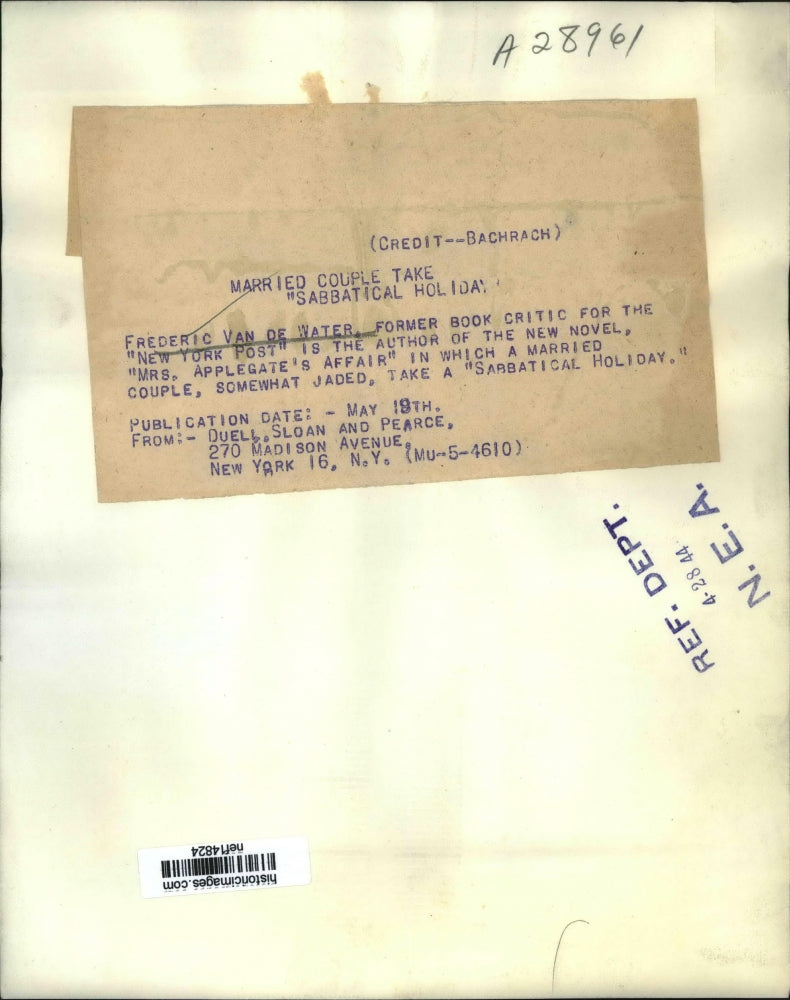 A 28961
(CREDIT--BACHRACH)
MARRIED COUPLE TAKE
"SABBATICAL HOLIDAY"
FREDERIC VAN DE WATER, FORMER BOOK CRITIC FOR THE
"NEW YORK POST" IS THE AUTHOR OF THE NEW NOVEL,
"MRS. APPLEGATE'S AFFAIR" IN WHICH A MARRIED
COUPLE, SOMEWHAT JADED, TAKE A "SABBATICAL HOLIDAY."
PUBLICATION DATE: - MAY 19TH.
FROM:- DUELL, SLOAN AND PEARCE,
270 MADISON AVENUE,
NEW YORK 16, N.Y. (MU-5-4610)
REF. DEPT.
4-28 44
N. E. A.
historicimages.com
nef14824